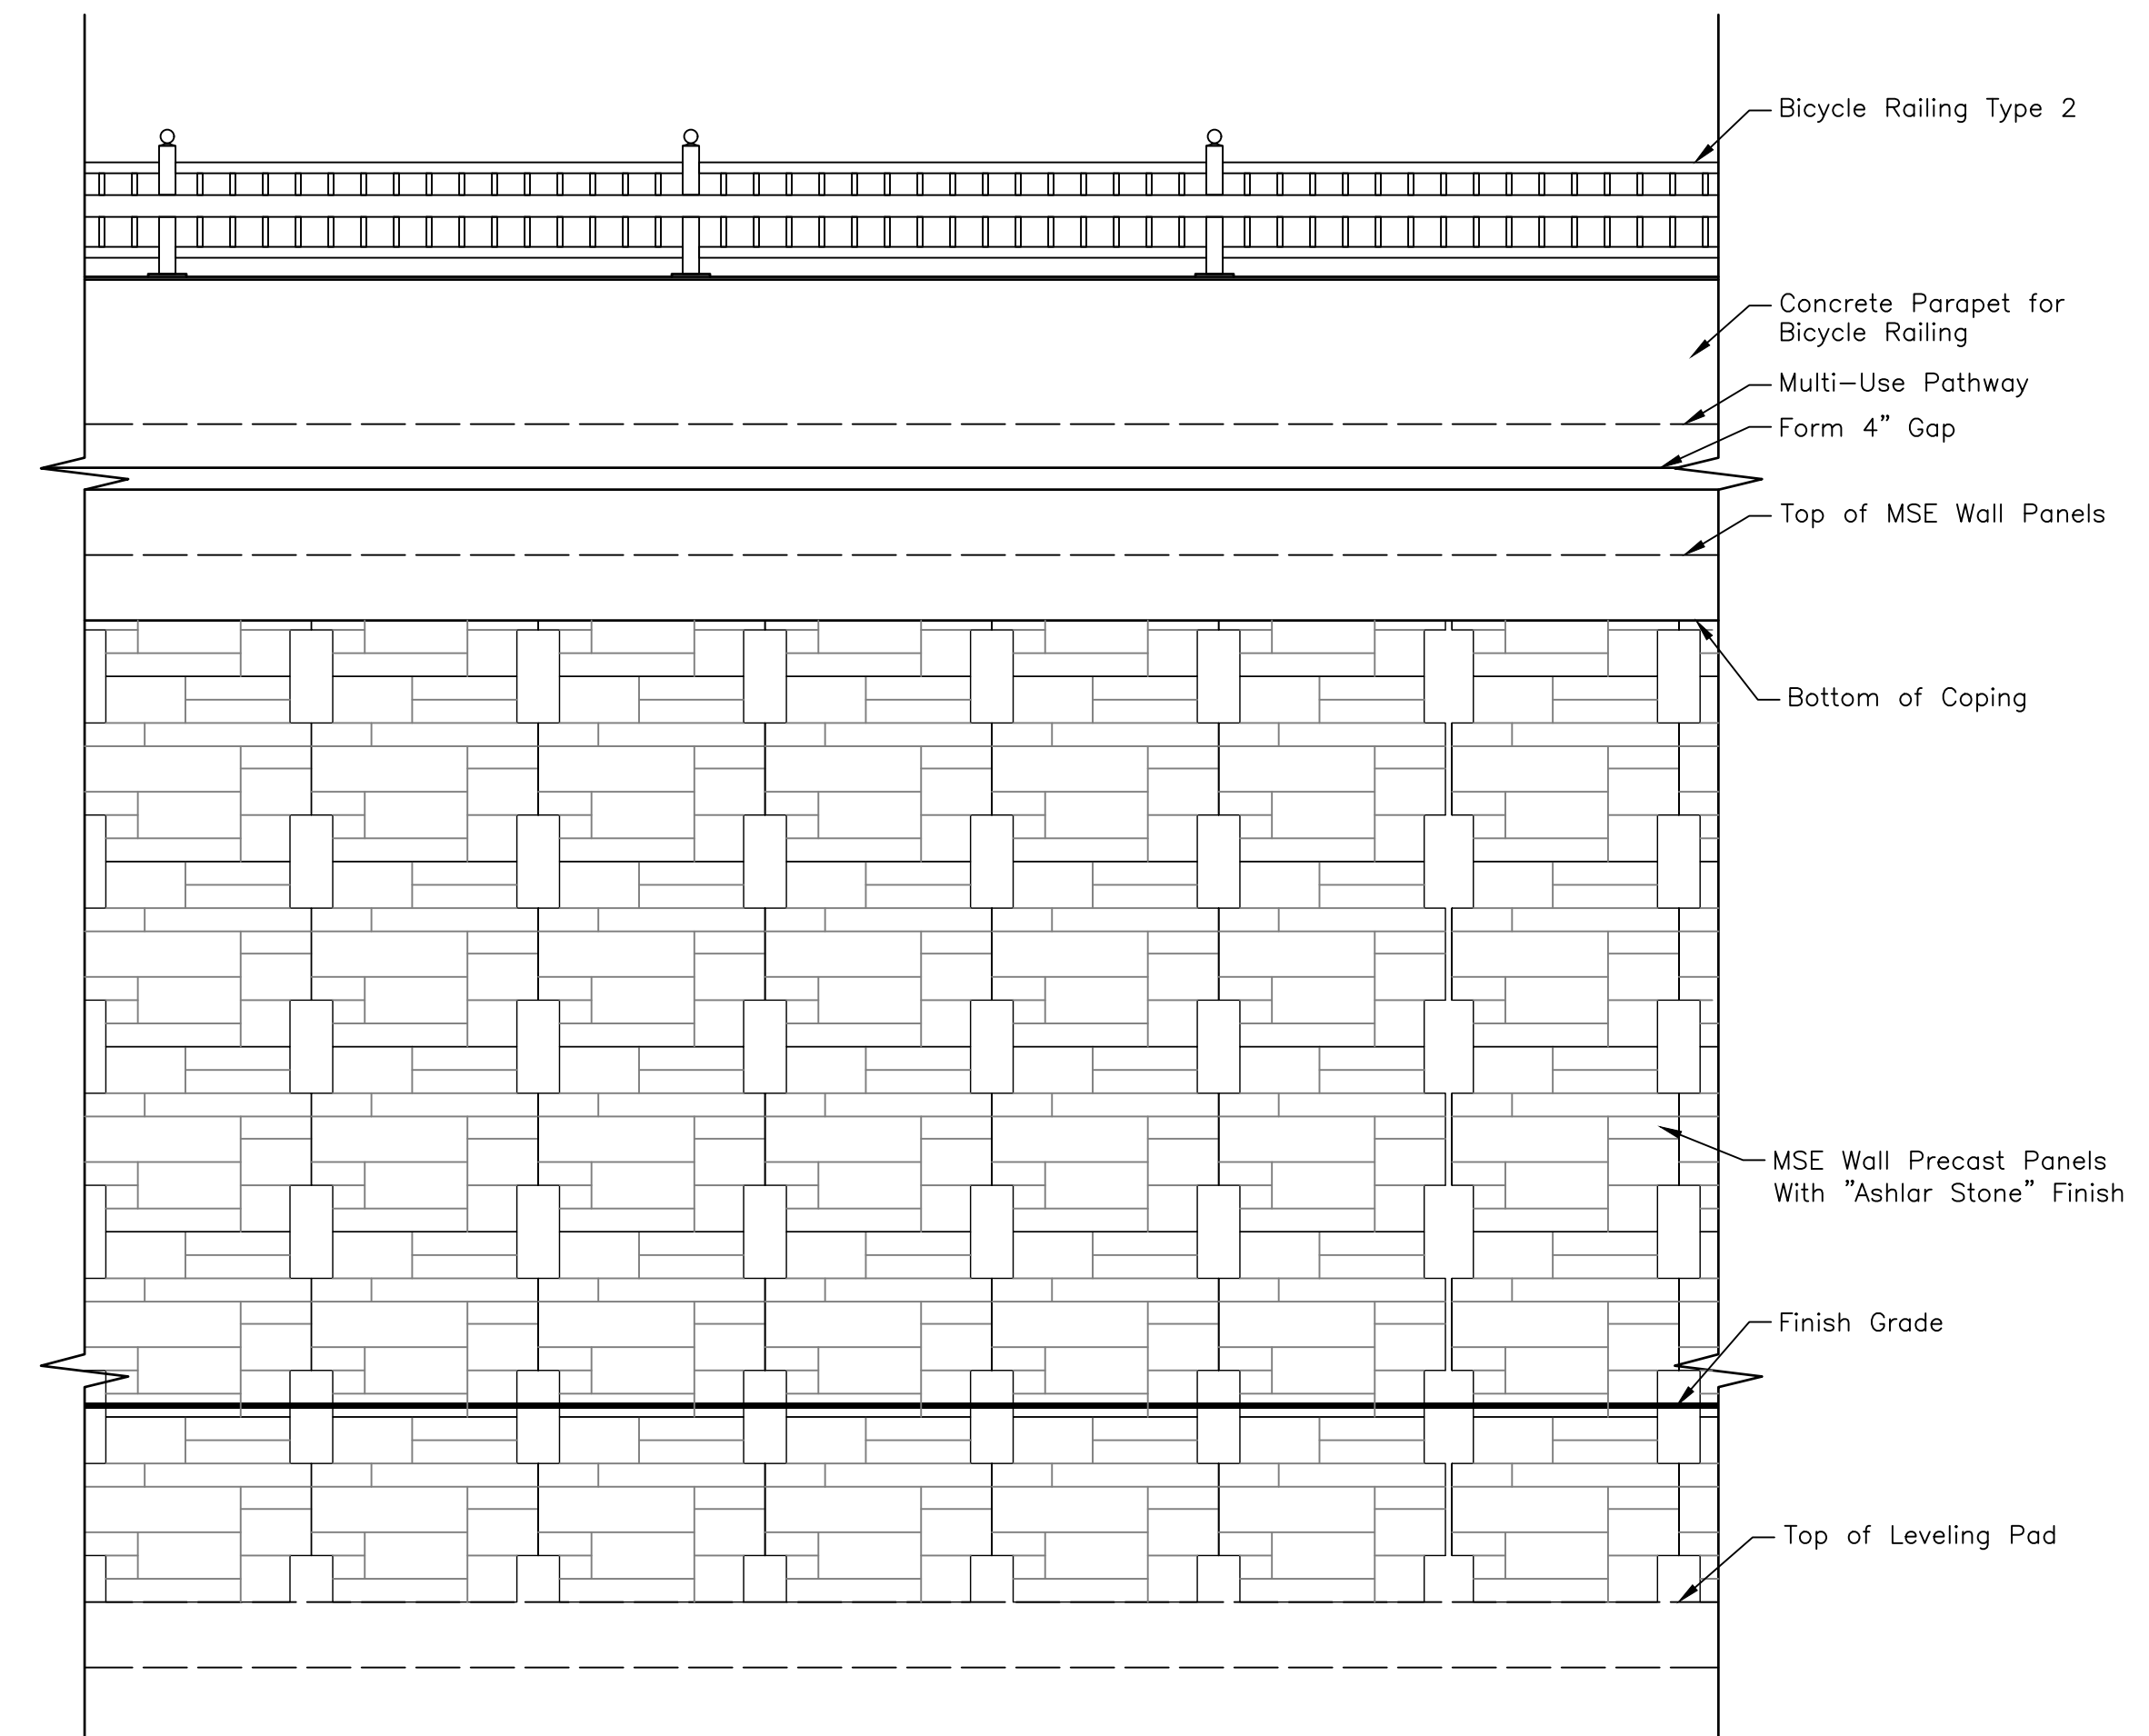 Bicycle Railing Type 2
Concrete Parapet for
Bicycle Railing
Multi-Use Pathway
Form 4” Gap
Top of MSE Wall Panels
Bottom of Coping
MSE Wall Precast Panels
With ”Ashlar Stone” Finish
Finish Grade
Top of Leveling Pad